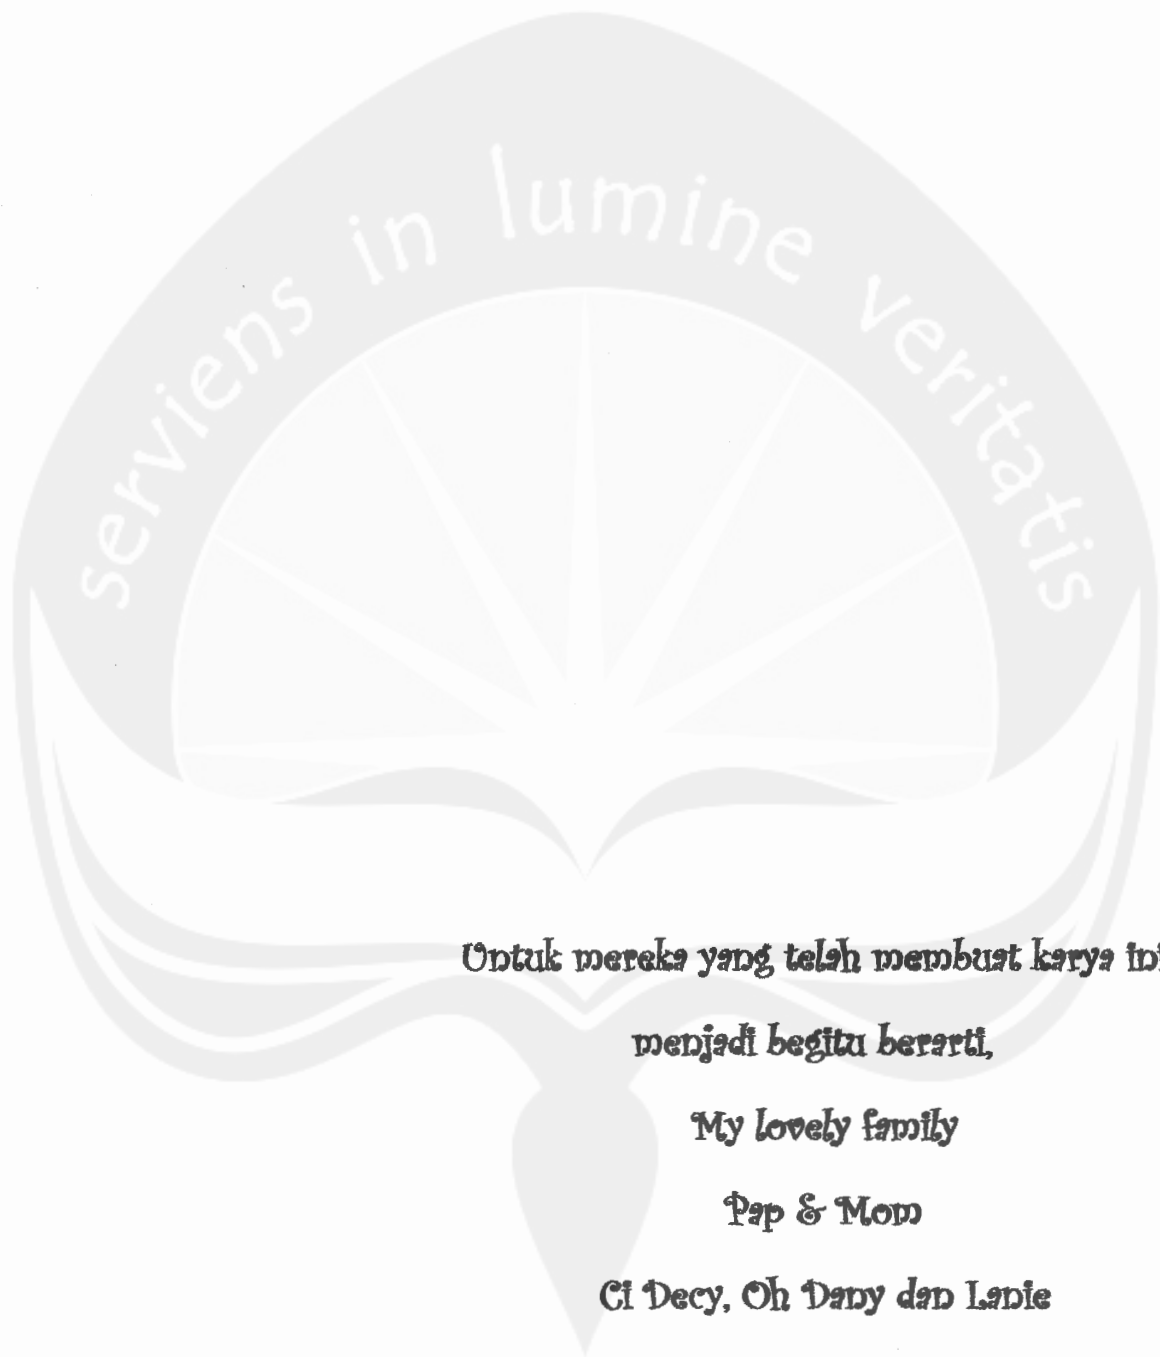 serviens in lumine veritatis
Untuk mereka yang telah membuat karya ini
menjadi begitu berarti,
My lovely family
Pap & Mom
Ci Decy, Oh Dany dan Lanie